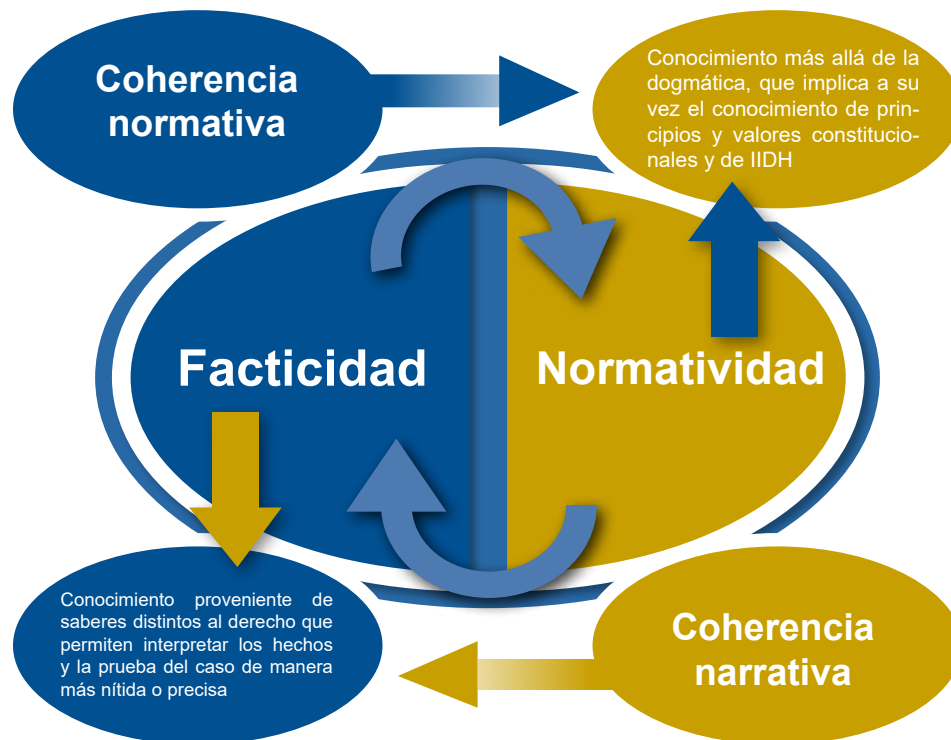 Coherencia
normativa
Conocimiento más allá de la
dogmática, que implica a su
vez el conocimiento de prin-
cipios y valores constitucio-
nales y de IIDH
Facticidad
Normatividad
Conocimiento proveniente de
saberes distintos al derecho que
permiten interpretar los hechos
y la prueba del caso de manera
más nítida o precisa
Coherencia
narrativa